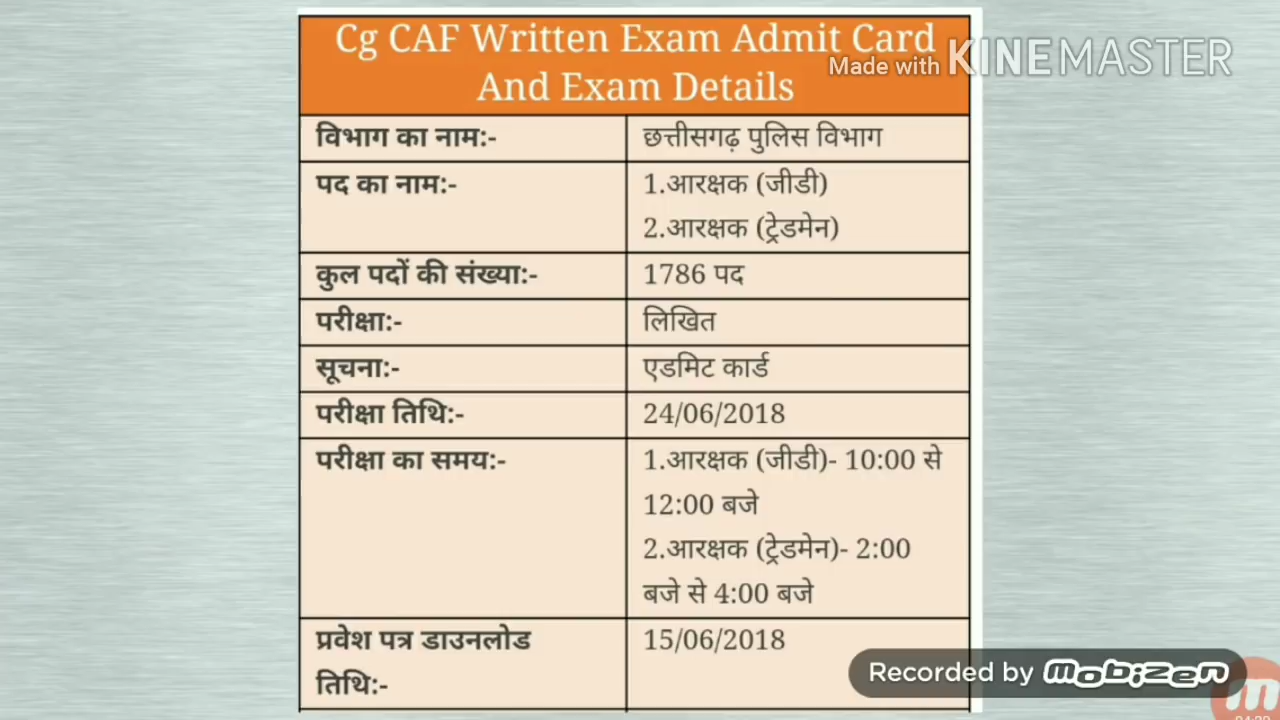 Cg CAF Written Exam Admit Card
And Exam Details
Made with KINEMASTER
विभाग का नाम:- छत्तीसगढ़ पुलिस विभाग
पद का नाम:- 1.आरक्षक (जीडी)
2.आरक्षक (ट्रेडमेन)
कुल पदों की संख्या:- 1786 पद
परीक्षा:- लिखित
सूचना:- एडमिट कार्ड
परीक्षा तिथि:- 24/06/2018
परीक्षा का समय:- 1.आरक्षक (जीडी)- 10:00 से
12:00 बजे
2.आरक्षक (ट्रेडमेन)- 2:00
बजे से 4:00 बजे
प्रवेश पत्र डाउनलोड 15/06/2018
तिथि:-
Recorded by mobizen